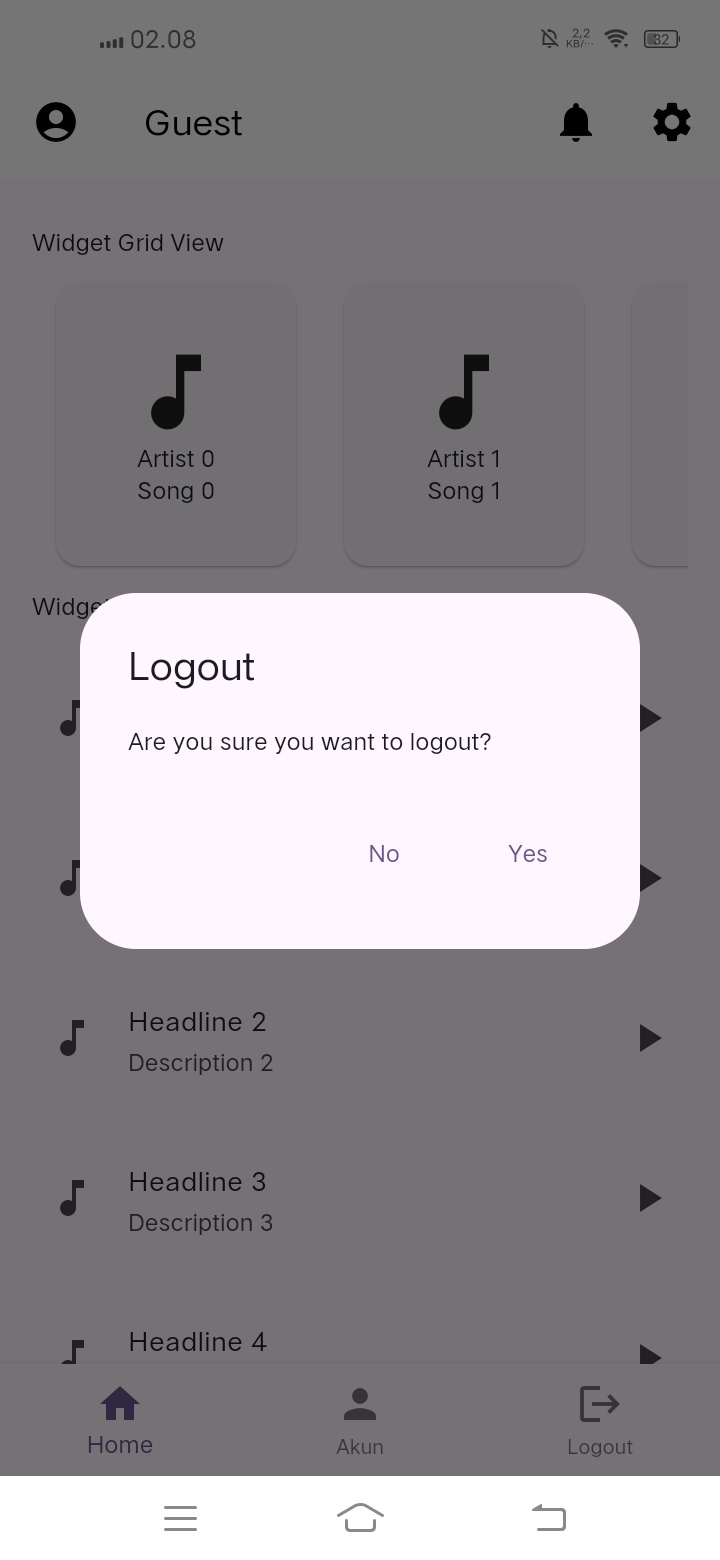 02.08
2,2
KB/...
32
Guest
Widget Grid View
Artist 0
Song 0
Artist 1
Song 1
Widge
Logout
Are you sure you want to logout?
No
Yes
Headline 2
Description 2
Headline 3
Description 3
Headline 4
Home
Akun
Logout